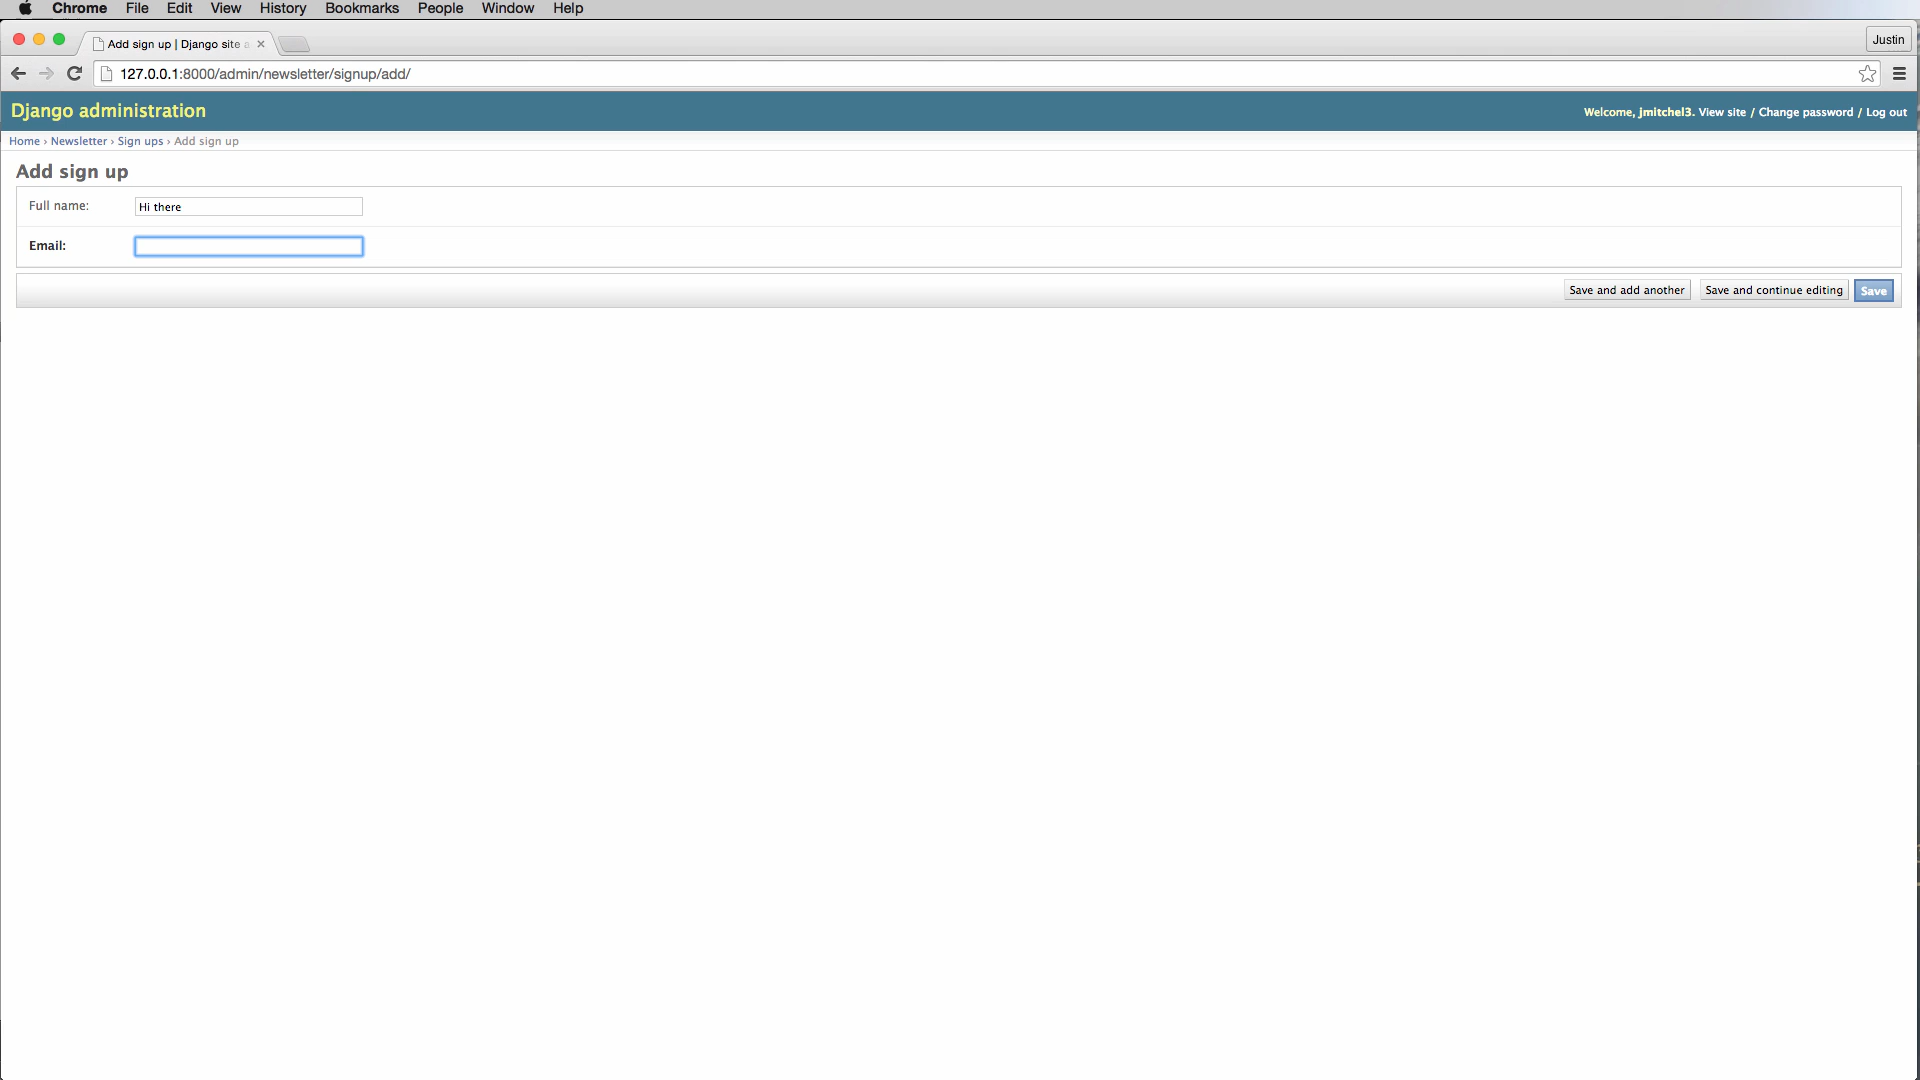 Chrome File Edit View History Bookmarks People Window Help
Add sign up | Django site a
Justin
127.0.0.1:8000/admin/newsletter/signup/add/
Django administration
Welcome, jmitchel3. View site / Change password / Log out
Home › Newsletter › Sign ups › Add sign up
Add sign up
Full name: Hi there
Email:
Save and add another Save and continue editing Save